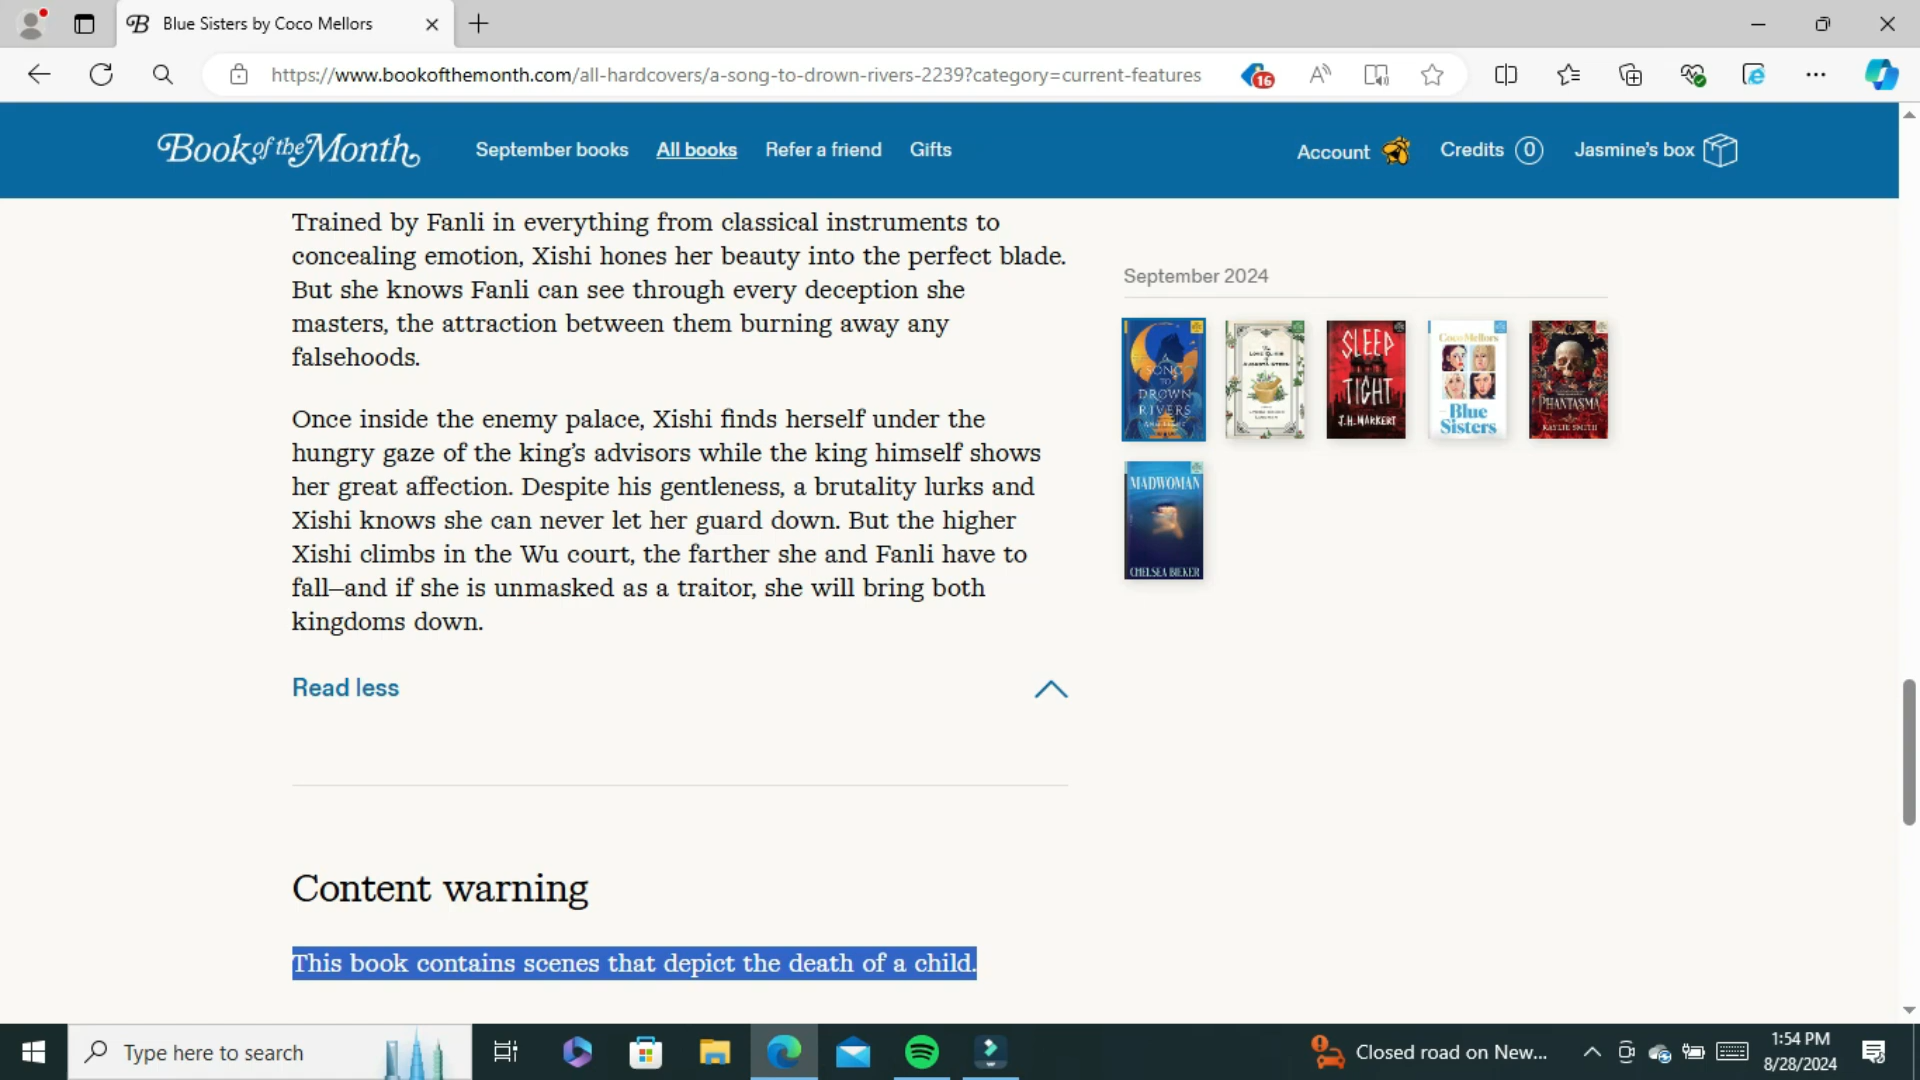 Blue Sisters by Coco Mellors
https://www.bookofthemonth.com/all-hardcovers/a-song-to-drown-rivers-2239?category=current-features
16
Book of the Month
September books
All books
Refer a friend
Gifts
Account
Credits 0
Jasmine's box
Trained by Fanli in everything from classical instruments to
concealing emotion, Xishi hones her beauty into the perfect blade.
But she knows Fanli can see through every deception she
masters, the attraction between them burning away any
falsehoods.
Once inside the enemy palace, Xishi finds herself under the
hungry gaze of the king's advisors while the king himself shows
her great affection. Despite his gentleness, a brutality lurks and
Xishi knows she can never let her guard down. But the higher
Xishi climbs in the Wu court, the farther she and Fanli have to
fall—and if she is unmasked as a traitor, she will bring both
kingdoms down.
Read less
September 2024
A
SONG
TO
DROWN
RIVERS
SLEEP
TIGHT
J.H. MARKERT
Coco Mellors
Blue
Sisters
PHANTASMA
KAYLIE SMITH
MADWOMAN
CHELSEA BIEKER
Content warning
This book contains scenes that depict the death of a child.
Type here to search
Closed road on New...
1:54 PM
8/28/2024